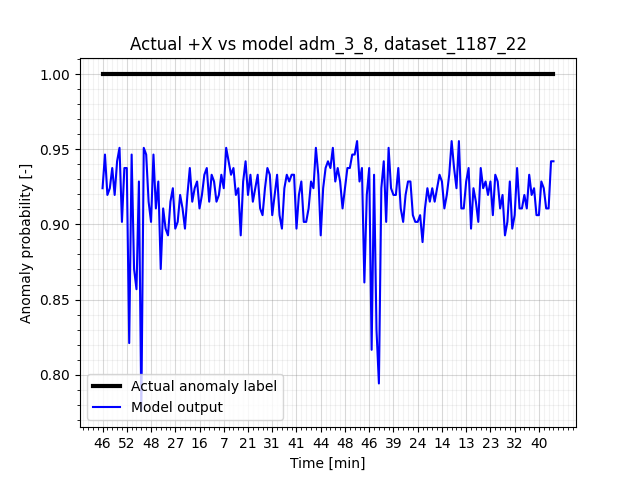 Actual +X vs model adm_3_8, dataset_1187_22
1.00
0.95
0.90
0.85
0.80
Anomaly probability [-]
Actual anomaly label
Model output
46 52 48 27 16 7 21 31 41 44 48 46 39 24 14 13 23 32 40
Time [min]